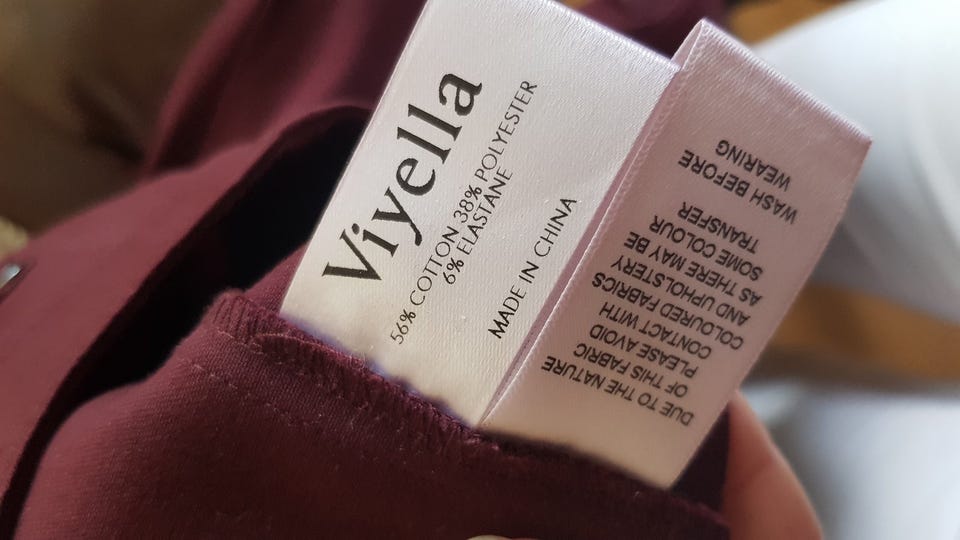 Viyella
56% COTTON 38% POLYESTER
6% ELASTANE
MADE IN CHINA
DUE TO THE NATURE
OF THIS FABRIC
PLEASE AVOID
CONTACT WITH
COLOURED FABRICS
AND UPHOLSTERY
AS THERE MAY BE
SOME COLOUR
TRANSFER
WASH BEFORE
WEARING